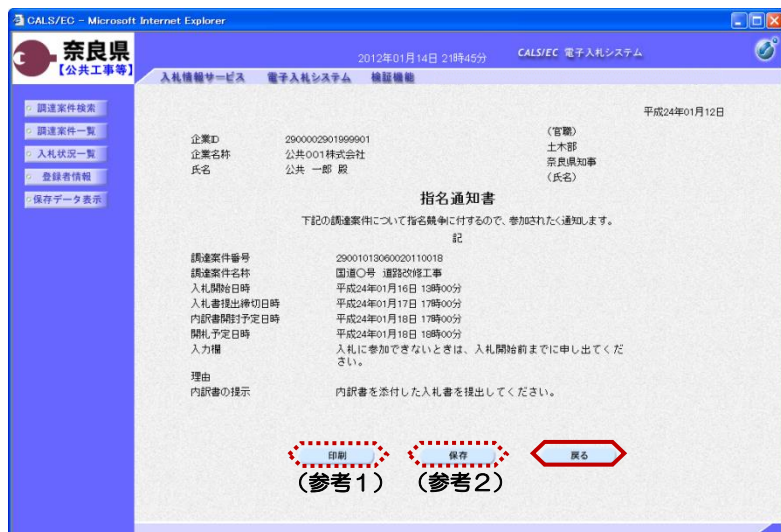 CALS/EC - Microsoft Internet Explorer
奈良県
【公共工事等】
2012年01月14日 21時45分
CALS/EC 電子入札システム
入札情報サービス 電子入札システム 検証機能
調達案件検索
調達案件一覧
入札状況一覧
登録者情報
保存データ表示
平成24年01月12日
企業ID 2900002901999901
企業名称 公共001株式会社
氏名 公共 一郎 殿
(官職)
土木部
奈良県知事
(氏名)
指名通知書
下記の調達案件について指名競争に付するので、参加されたく通知します。
記
調達案件番号 29001013060020110018
調達案件名称 国道〇号 道路改修工事
入札開始日時 平成24年01月16日 13時00分
入札書提出締切日時 平成24年01月17日 17時00分
内訳書開封予定日時 平成24年01月18日 17時00分
開札予定日時 平成24年01月18日 18時00分
入力欄 入札に参加できないときは、入札開始前までに申し出てくだ
さい。
理由
内訳書の提示 内訳書を添付した入札書を提出してください。
印刷 保存 戻る
(参考1) (参考2)